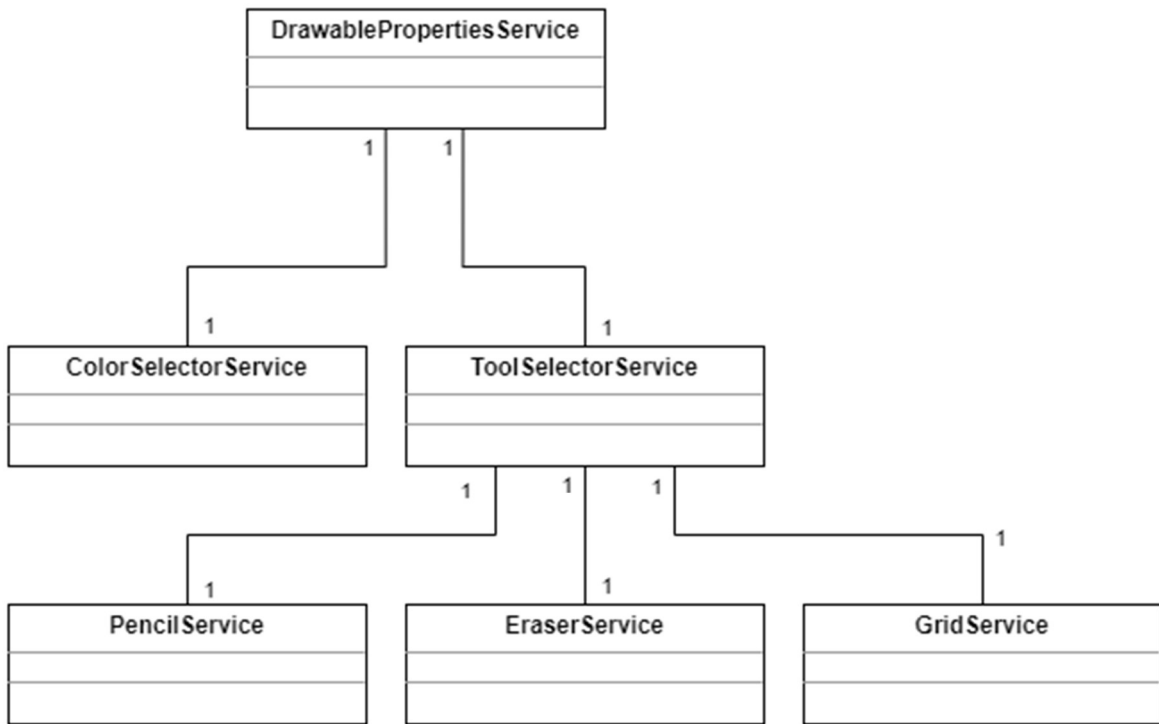 DrawablePropertiesService
1 1
1 1
ColorSelectorService ToolSelectorService
1 1 1
1 1 1
PencilService EraserService GridService